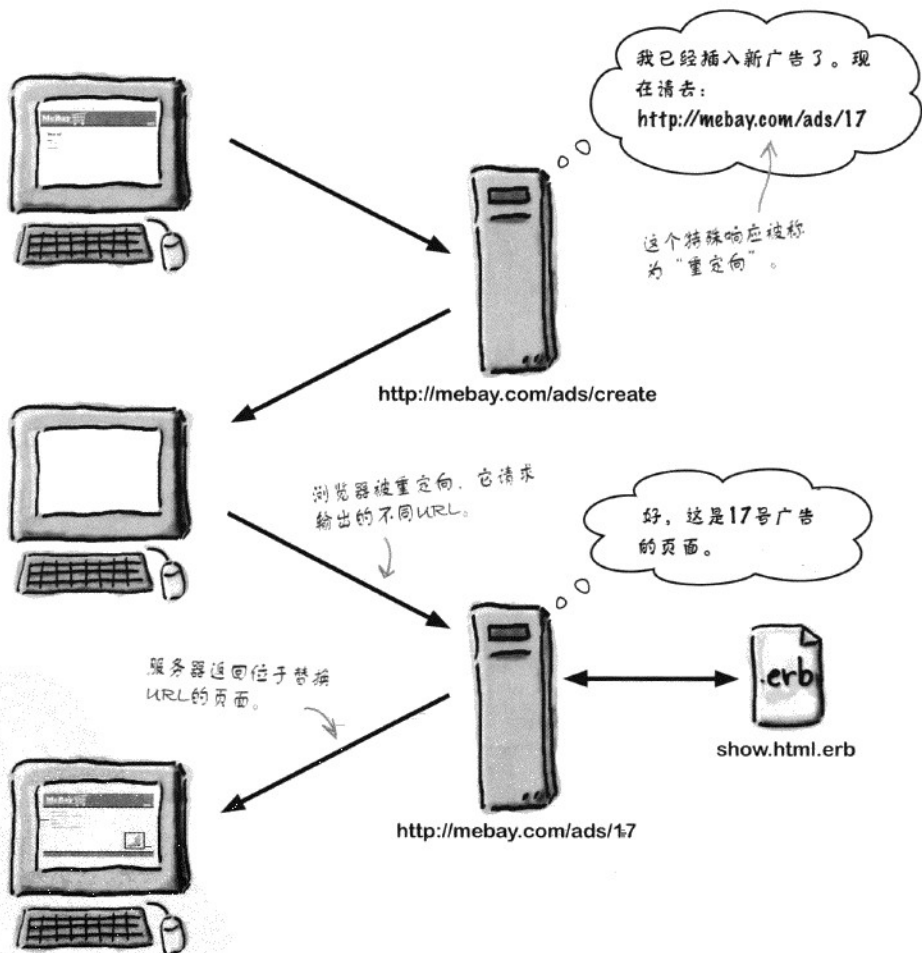 MeBay
我已经插入新广告了。现
在请去：
http://mebay.com/ads/17
这个特殊响应被称
为“重定向”。
http://mebay.com/ads/create
浏览器被重定向，它请求
输出的不同URL。
好，这是17号广告
的页面。
服务器返回位于替换
URL的页面。
.erb
show.html.erb
http://mebay.com/ads/17
MeBay